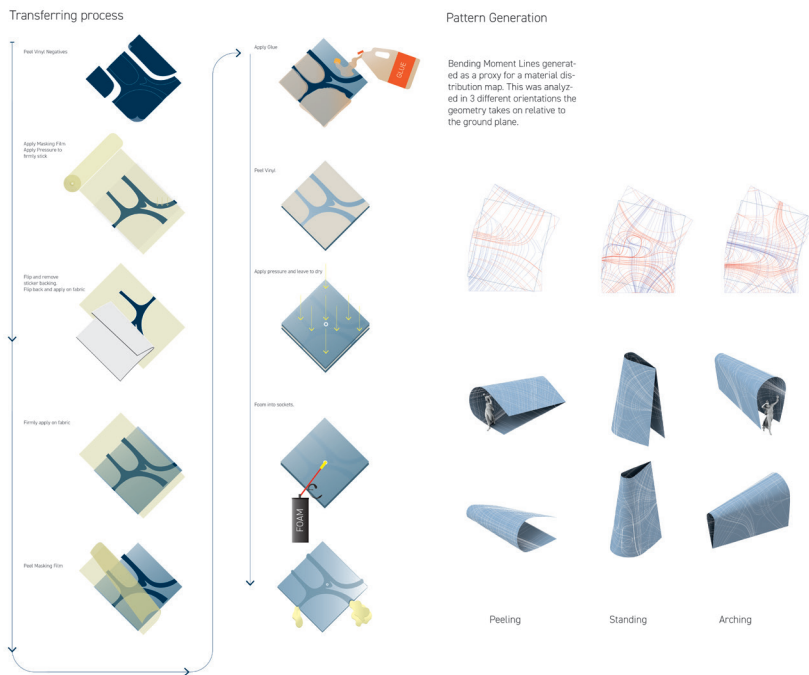 Transferring process
Peel Vinyl Negatives
Apply Masking Film
Apply Pressure to
firmly stick
Flip and remove
sticker backing.
Flip back and apply on fabric
Firmly apply on fabric
Peel Masking Film
Apply Glue
GLUE
Peel Vinyl
Apply pressure and leave to dry
Foam into sockets.
FOAM
Pattern Generation
Bending Moment Lines generat-
ed as a proxy for a material dis-
tribution map. This was analyz-
ed in 3 different orientations the
geometry takes on relative to
the ground plane.
Peeling
Standing
Arching